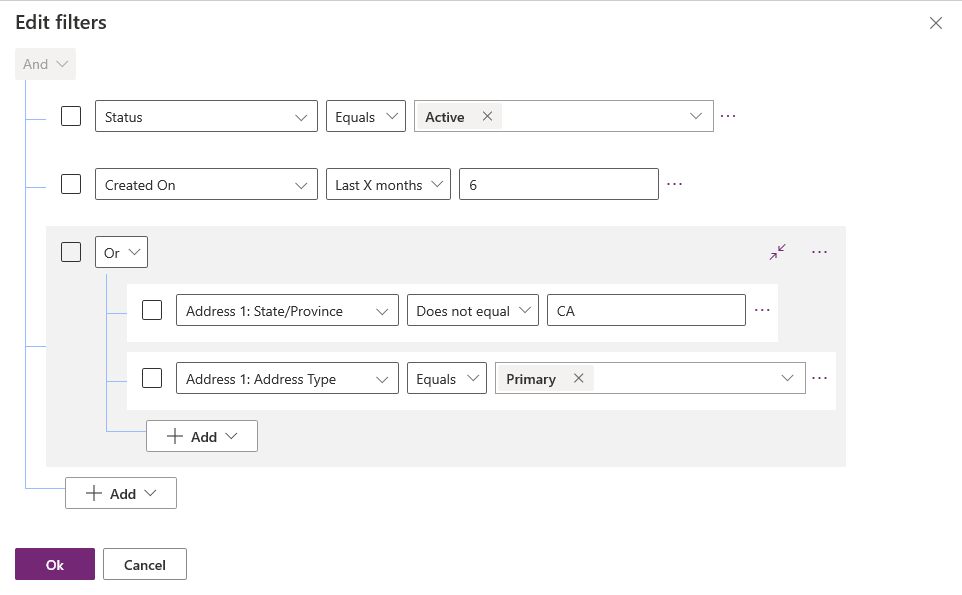 Edit filters
And
Status Equals Active
Created On Last X months 6
Or
Address 1: State/Province Does not equal CA
Address 1: Address Type Equals Primary
Add
Add
Ok Cancel